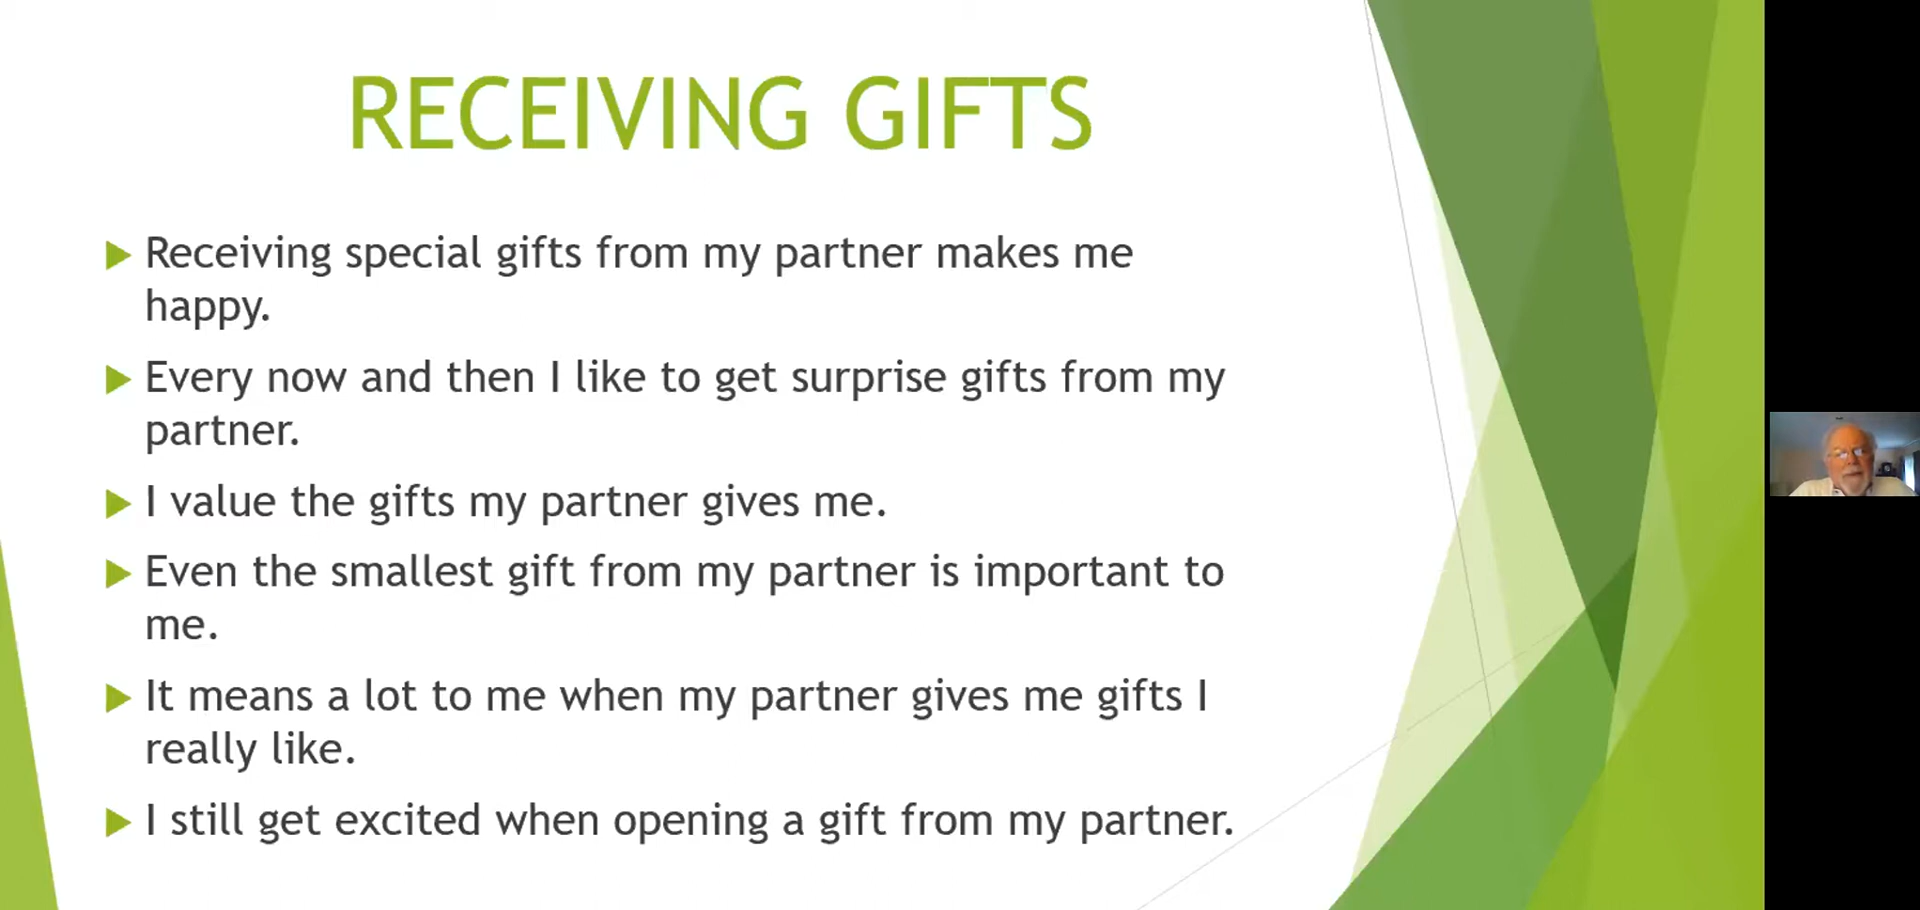 RECEIVING GIFTS
Receiving special gifts from my partner makes me
happy.
Every now and then I like to get surprise gifts from my
partner.
I value the gifts my partner gives me.
Even the smallest gift from my partner is important to
me.
It means a lot to me when my partner gives me gifts I
really like.
I still get excited when opening a gift from my partner.